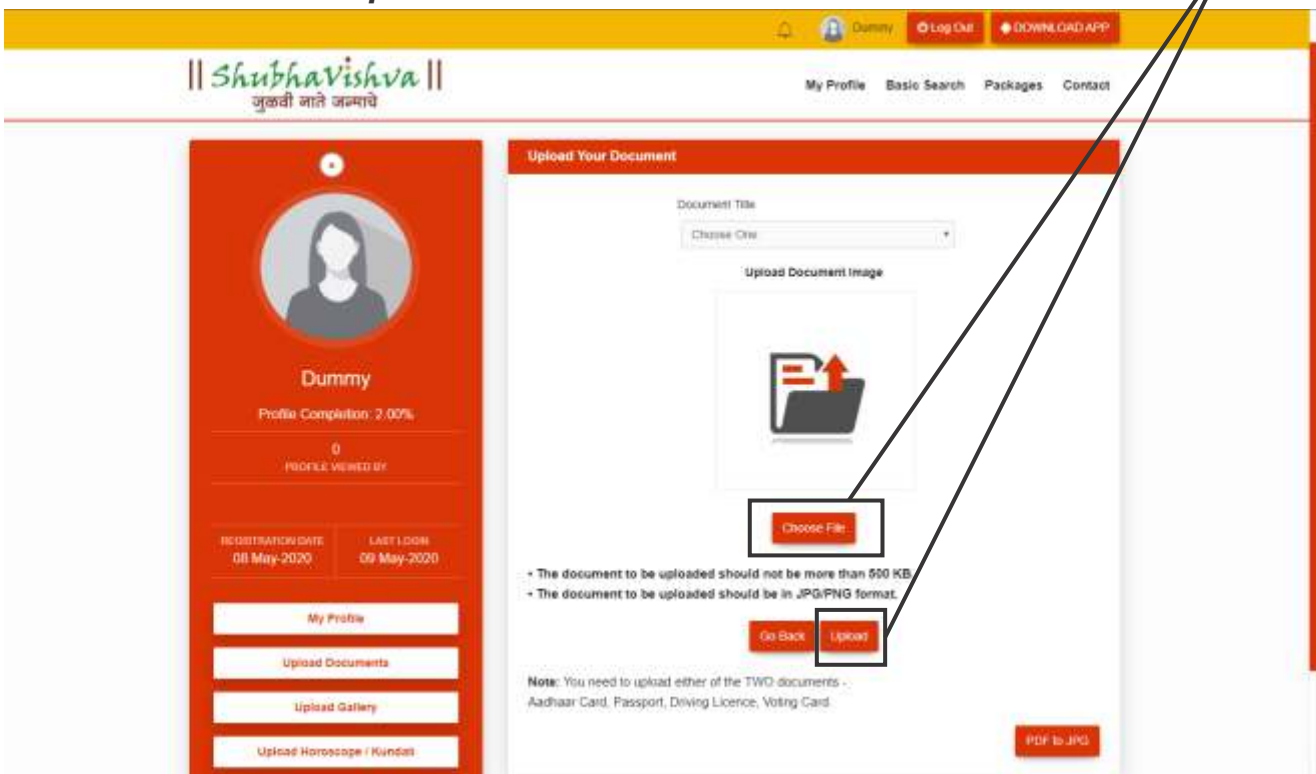 Dummy Log Out DOWNLOAD APP
|| ShubhaVishva ||
जुळवी नाते जन्माचे
My Profile Basic Search Packages Contact
Upload Your Document
Document Title
Choose One
Upload Document Image
Dummy
Profile Completion: 2.00%
0
PROFILE VIEWED BY
REGISTRATION DATE LAST LOGIN
08 May-2020 09 May-2020
Choose File
• The document to be uploaded should not be more than 500 KB.
• The document to be uploaded should be in JPG/PNG format.
My Profile
Go Back Upload
Upload Documents
Note: You need to upload either of the TWO documents -
Aadhaar Card, Passport, Driving Licence, Voting Card.
Upload Gallery
PDF to JPG
Upload Horoscope / Kundali